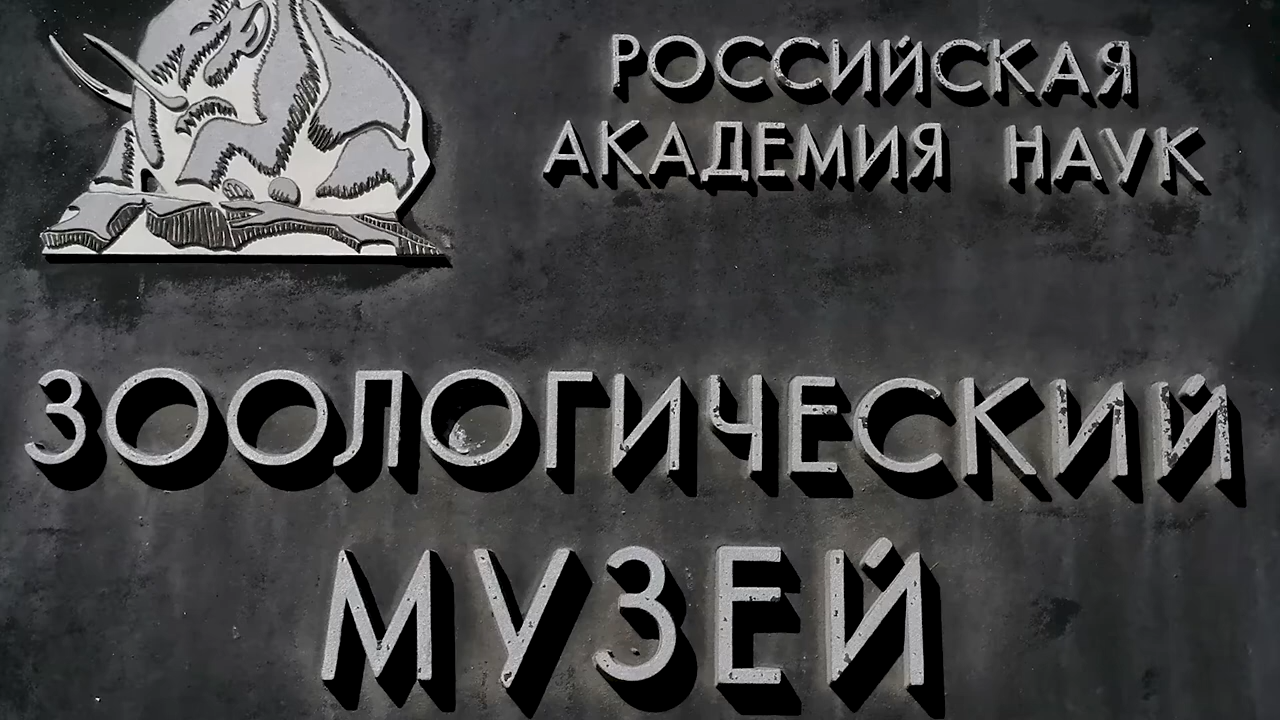 РОССИЙСКАЯ
АКАДЕМИЯ НАУК
ЗООЛОГИЧЕСКИЙ
МУЗЕЙ